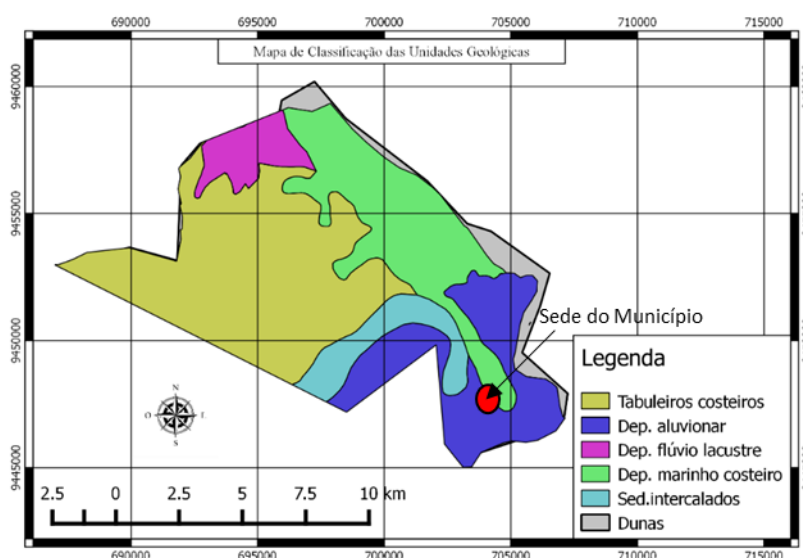 690000 695000 700000 705000 710000 715000
Mapa de Classificação das Unidades Geológicas
9460000
9455000
9450000
9445000
Sede do Município
Legenda
Tabuleiros costeiros
Dep. aluvionar
Dep. flúvio lacustre
Dep. marinho costeiro
Sed.intercalados
Dunas
N
O L
S
2.5 0 2.5 5 7.5 10 km
690000 695000 700000 705000 710000 715000